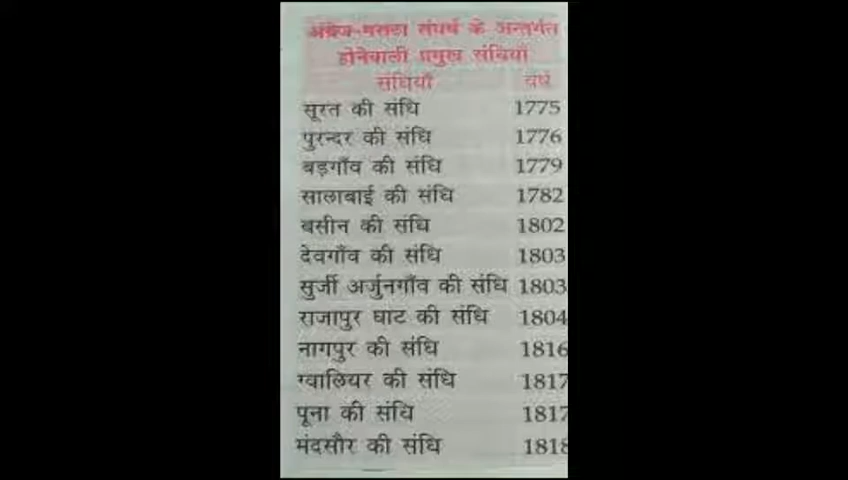 अंग्रेज-मराठा संघर्ष के अन्तर्गत
होनेवाली प्रमुख संधियाँ
संधियाँ वर्ष
सूरत की संधि 1775
पुरन्दर की संधि 1776
बड़गाँव की संधि 1779
सालाबाई की संधि 1782
बसीन की संधि 1802
देवगाँव की संधि 1803
सुर्जी अर्जुनगाँव की संधि 1803
राजापुर घाट की संधि 1804
नागपुर की संधि 1816
ग्वालियर की संधि 1817
पूना की संधि 1817
मंदसौर की संधि 1818